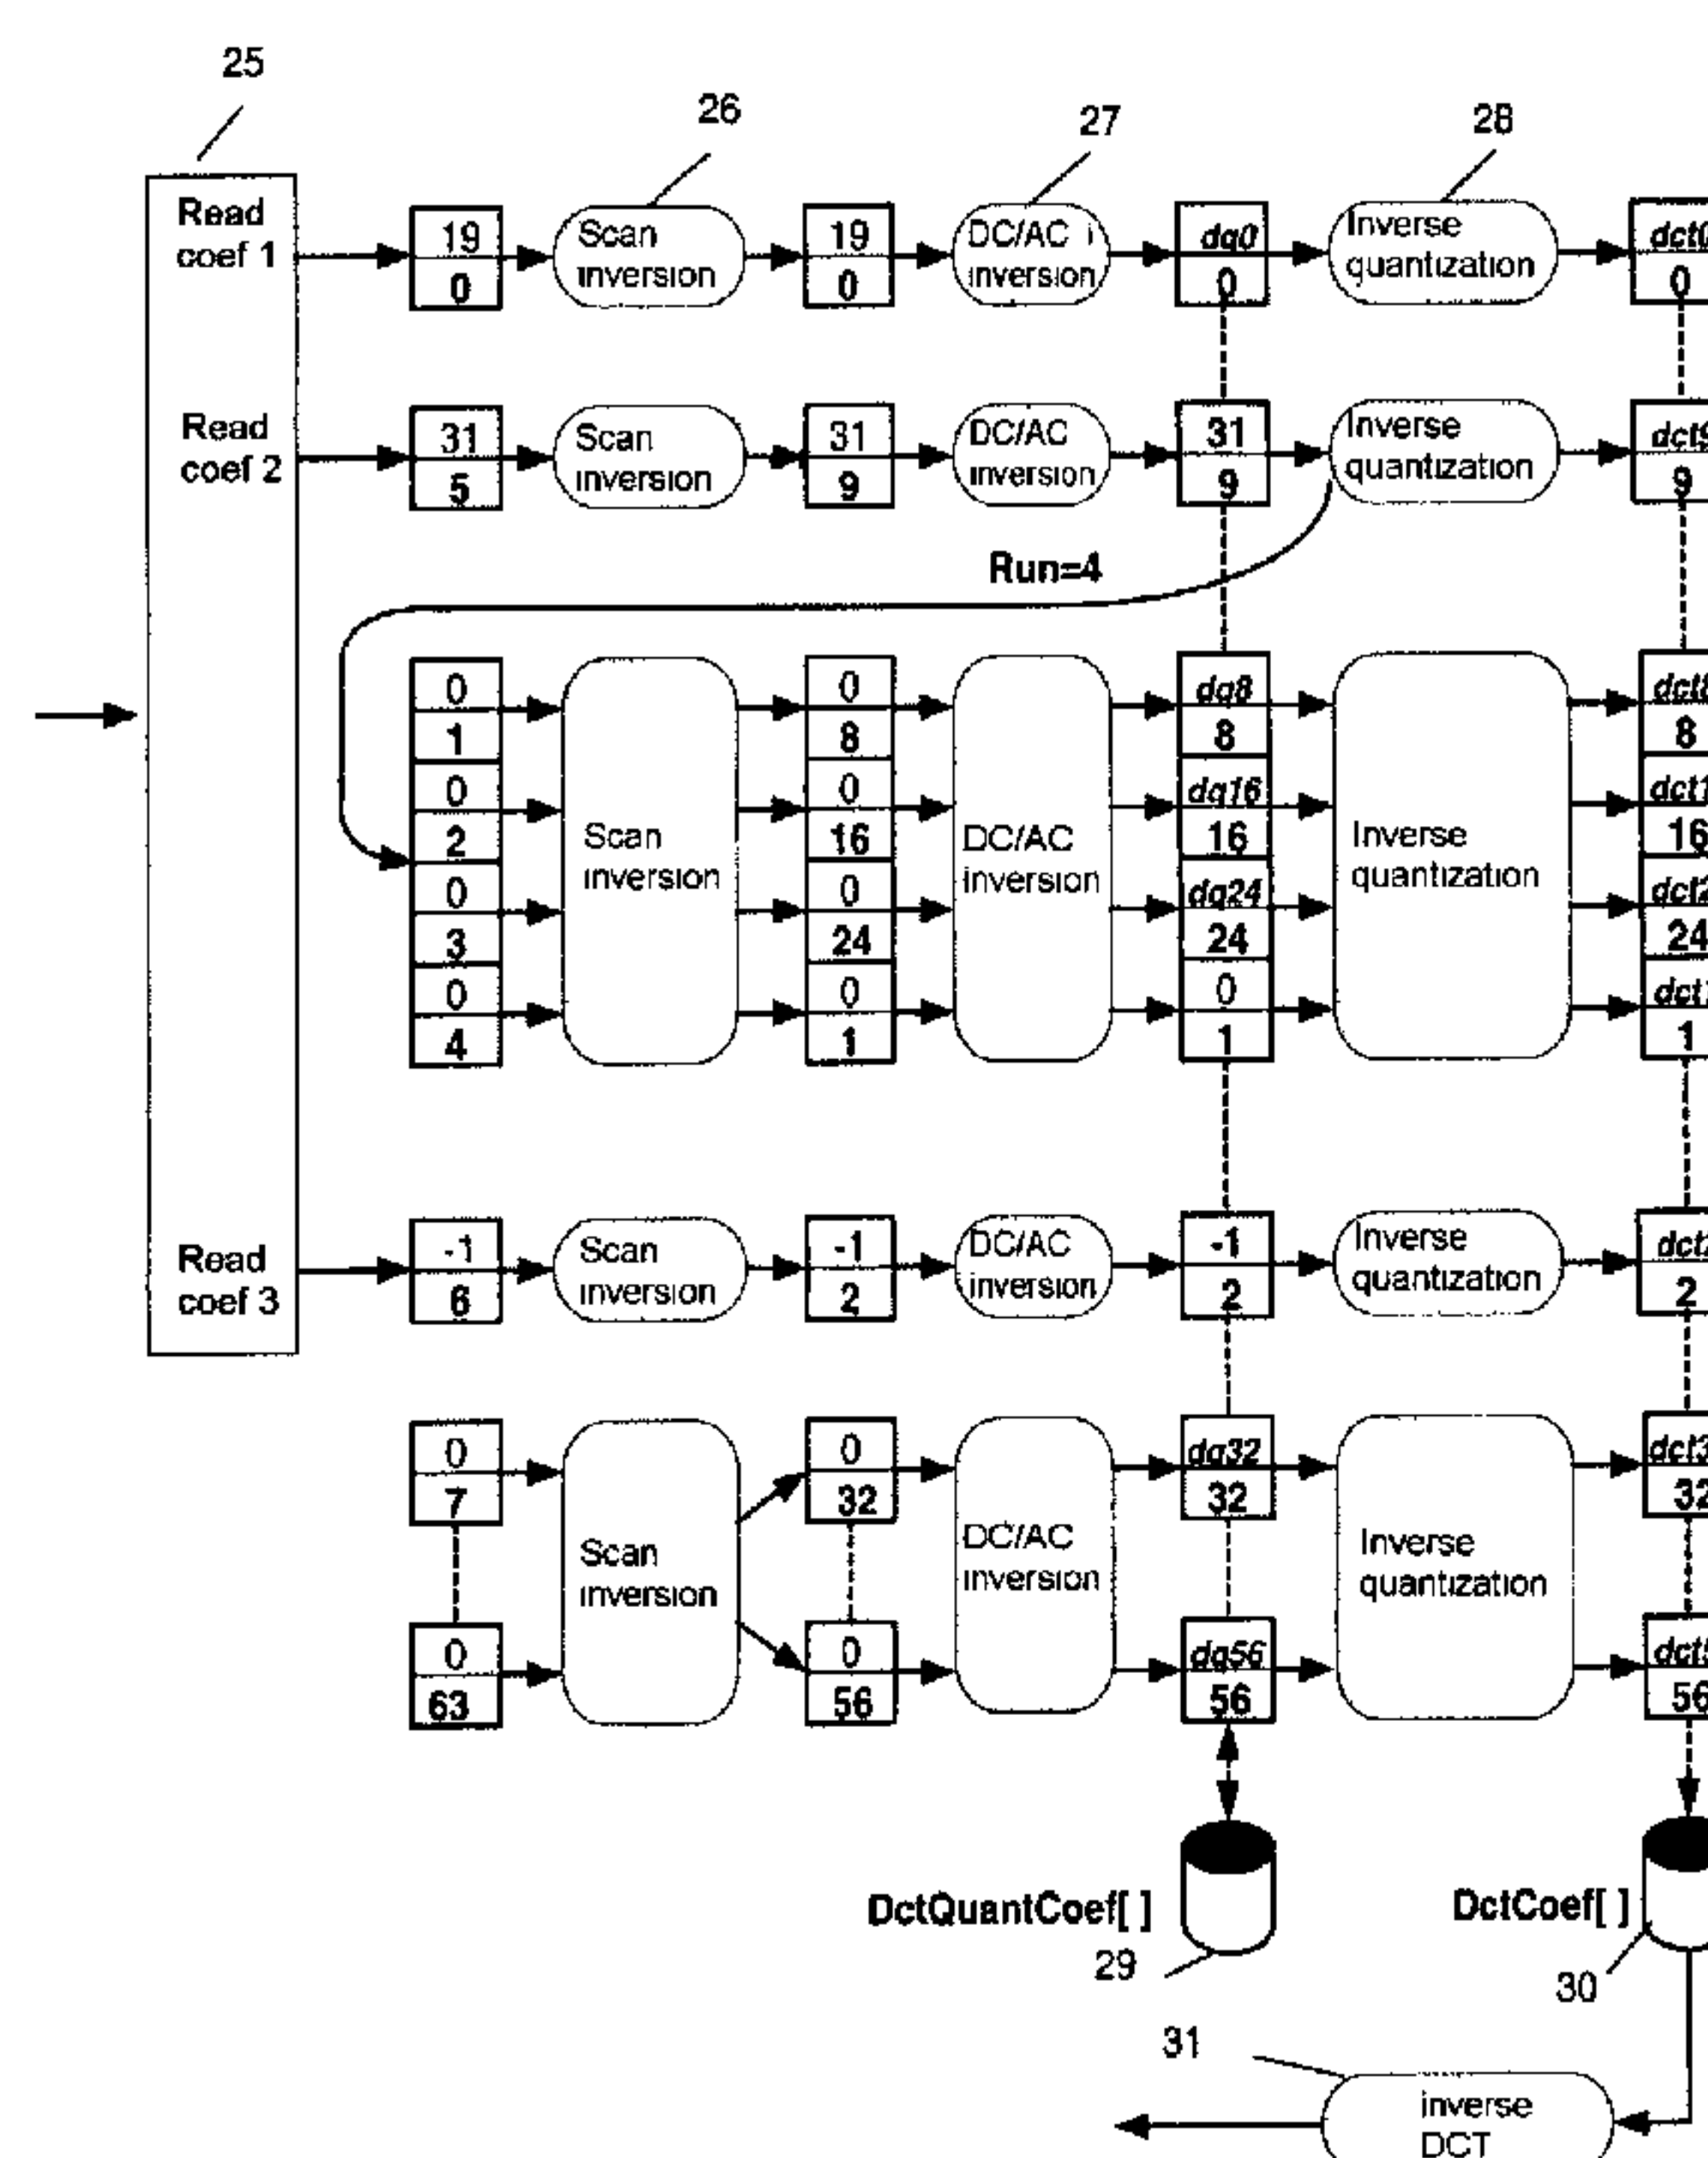 25
26
27
28
Read
coef 1
19
0
Scan
inversion
19
0
DC/AC
inversion
dq0
0
Inverse
quantization
0
Read
coef 2
31
5
Scan
inversion
31
9
DC/AC
inversion
31
9
Inverse
quantization
9
Run=4
0
1
0
2
0
3
0
4
Scan
inversion
0
8
0
16
0
24
0
1
DC/AC
inversion
dq8
8
dq16
16
dq24
24
0
1
Inverse
quantization
8
16
24
1
Read
coef 3
-1
6
Scan
inversion
-1
2
DC/AC
inversion
-1
2
Inverse
quantization
2
0
7
0
63
Scan
inversion
0
32
0
56
DC/AC
inversion
dq32
32
dq56
56
Inverse
quantization
32
56
DctQuantCoef[ ]
29
DctCoef[ ]
30
31
inverse
DCT